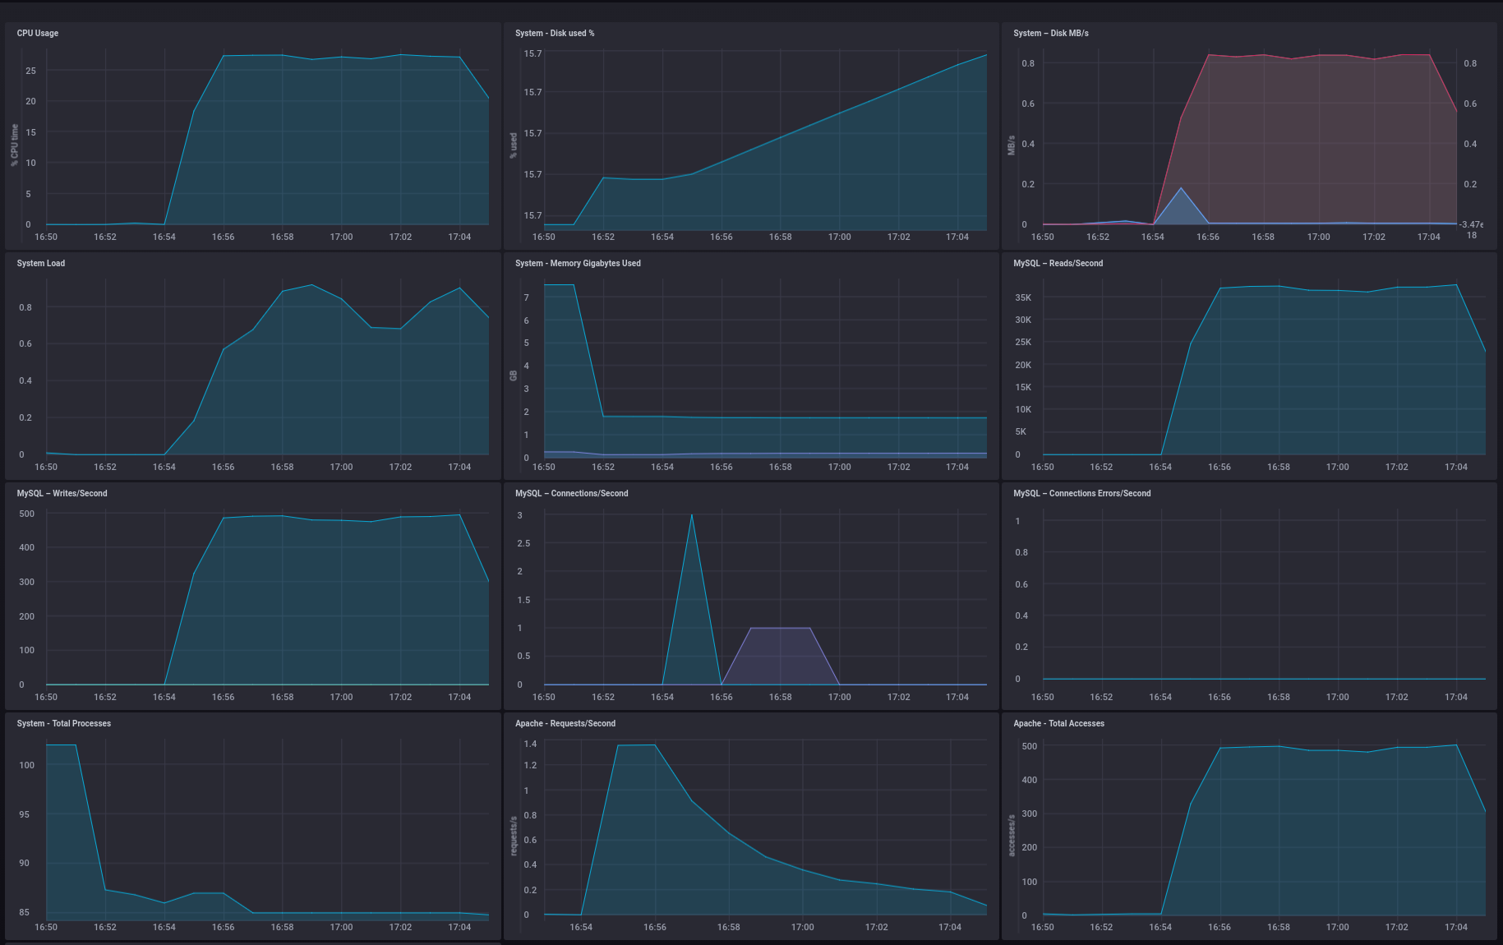 CPU Usage
% CPU time
25
20
15
10
5
0
16:50 16:52 16:54 16:56 16:58 17:00 17:02 17:04
System - Disk used %
% used
15.7
15.7
15.7
15.7
15.7
16:50 16:52 16:54 16:56 16:58 17:00 17:02 17:04
System – Disk MB/s
MB/s
0.8 0.8
0.6 0.6
0.4 0.4
0.2 0.2
0 -3.47e
18
16:50 16:52 16:54 16:56 16:58 17:00 17:02 17:04
System Load
0.8
0.6
0.4
0.2
0
16:50 16:52 16:54 16:56 16:58 17:00 17:02 17:04
System - Memory Gigabytes Used
GB
7
6
5
4
3
2
1
0
16:50 16:52 16:54 16:56 16:58 17:00 17:02 17:04
MySQL – Reads/Second
35K
30K
25K
20K
15K
10K
5K
0
16:50 16:52 16:54 16:56 16:58 17:00 17:02 17:04
MySQL – Writes/Second
500
400
300
200
100
0
16:50 16:52 16:54 16:56 16:58 17:00 17:02 17:04
MySQL – Connections/Second
3
2.5
2
1.5
1
0.5
0
16:50 16:52 16:54 16:56 16:58 17:00 17:02 17:04
MySQL – Connections Errors/Second
1
0.8
0.6
0.4
0.2
0
16:50 16:52 16:54 16:56 16:58 17:00 17:02 17:04
System - Total Processes
100
95
90
85
16:50 16:52 16:54 16:56 16:58 17:00 17:02 17:04
Apache - Requests/Second
requests/s
1.4
1.2
1
0.8
0.6
0.4
0.2
0
16:54 16:56 16:58 17:00 17:02 17:04
Apache - Total Accesses
accesses/s
500
400
300
200
100
0
16:50 16:52 16:54 16:56 16:58 17:00 17:02 17:04